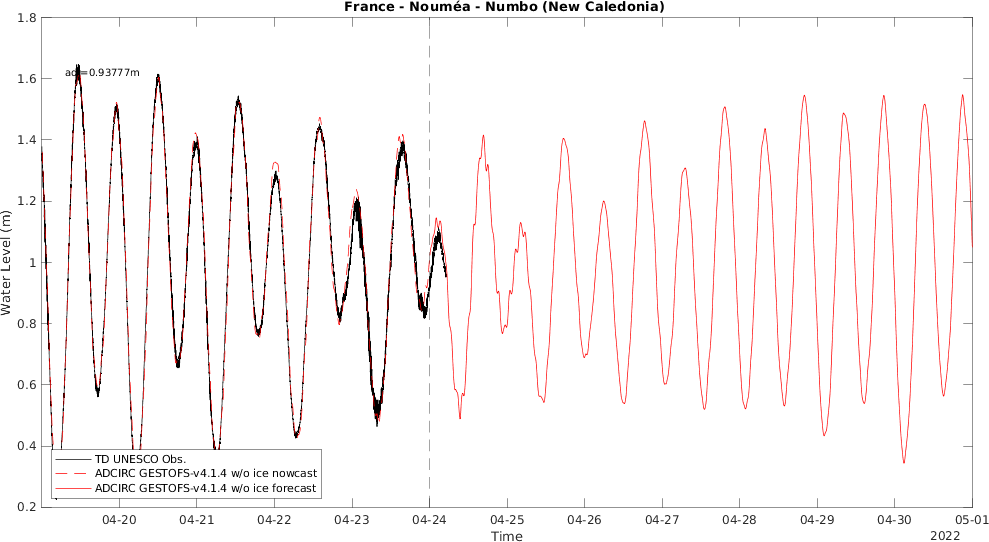 France - Nouméa - Numbo (New Caledonia)
1.8
1.6
1.4
1.2
1
0.8
0.6
0.4
0.2
Water Level (m)
=0.93777m
TD UNESCO Obs.
ADCIRC GESTOFS-v4.1.4 w/o ice nowcast
ADCIRC GESTOFS-v4.1.4 w/o ice forecast
04-20 04-21 04-22 04-23 04-24 04-25 04-26 04-27 04-28 04-29 04-30 05-01
Time
2022